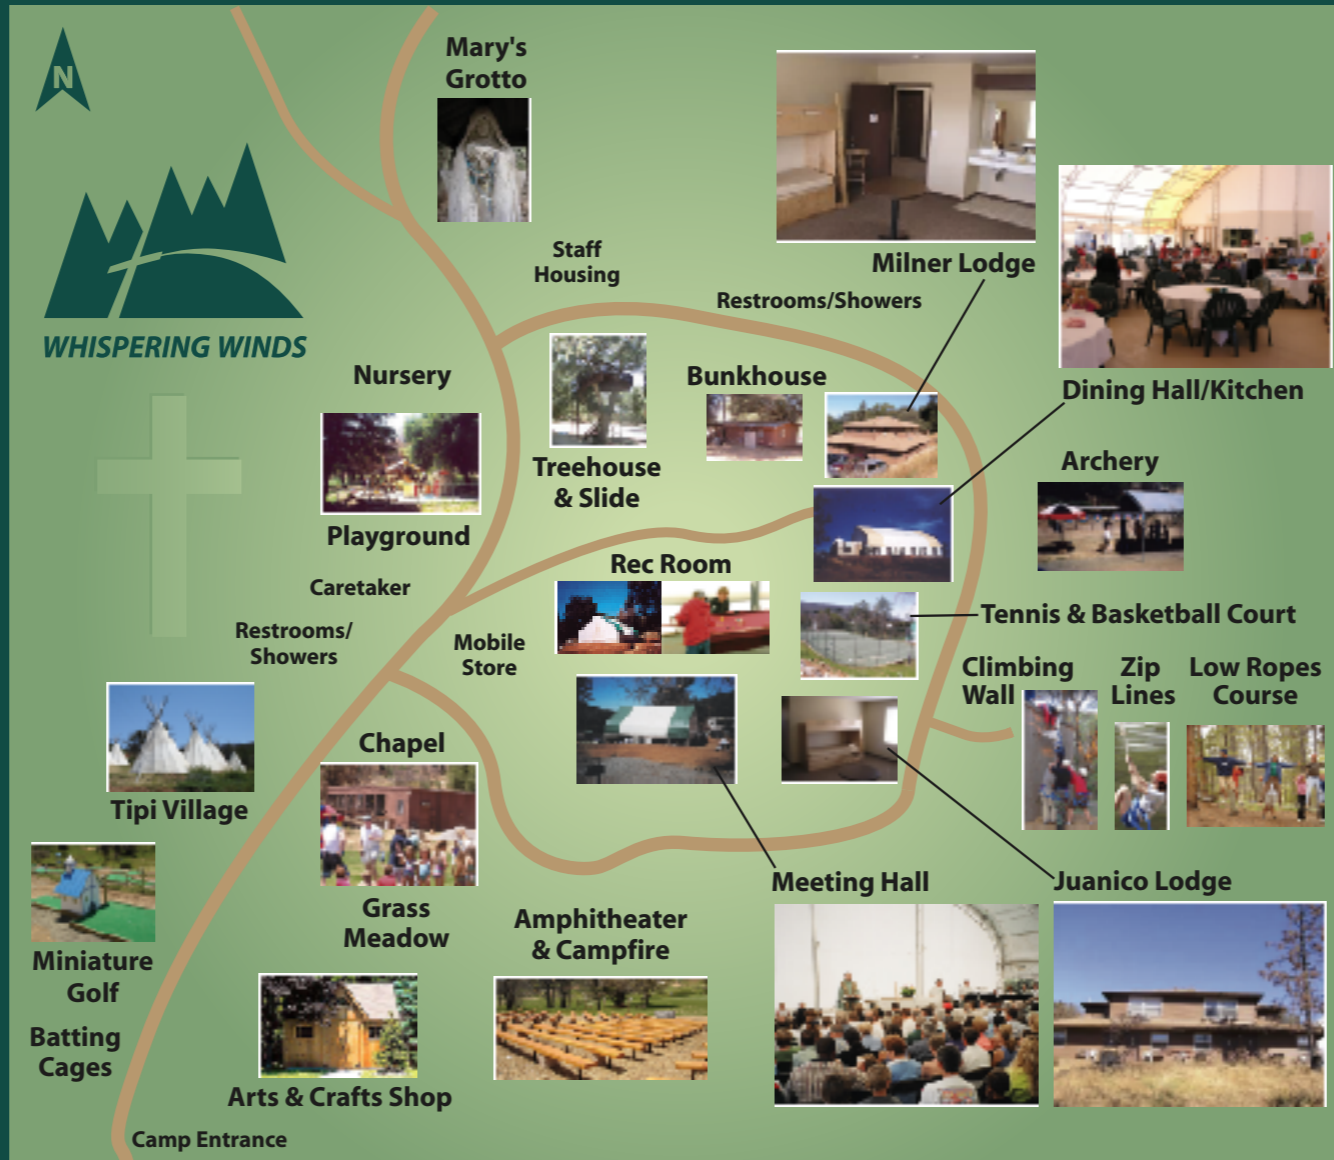 N
Mary's
Grotto
WHISPERING WINDS
Staff
Housing
Milner Lodge
Restrooms/Showers
Nursery
Bunkhouse
Dining Hall/Kitchen
Treehouse
& Slide
Archery
Playground
Rec Room
Caretaker
Tennis & Basketball Court
Restrooms/
Showers
Mobile
Store
Climbing
Wall
Zip
Lines
Low Ropes
Course
Chapel
Tipi Village
Meeting Hall
Juanico Lodge
Grass
Meadow
Amphitheater
& Campfire
Miniature
Golf
Batting
Cages
Arts & Crafts Shop
Camp Entrance